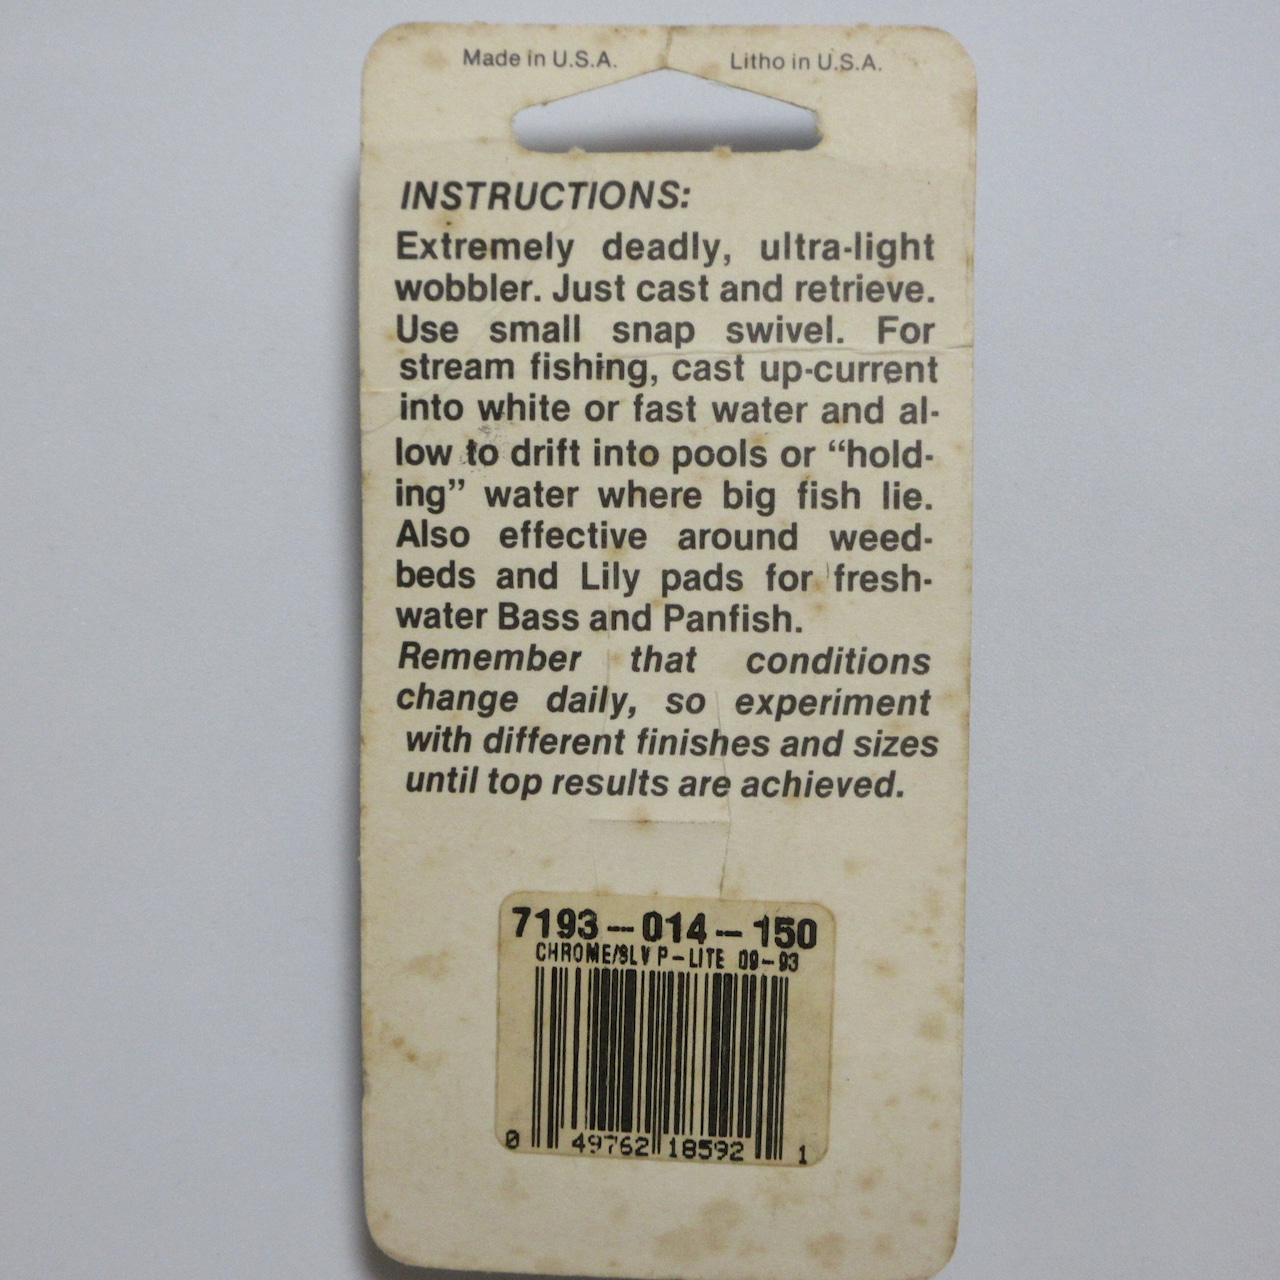 Made in U.S.A. Litho in U.S.A.
INSTRUCTIONS:
Extremely deadly, ultra-light
wobbler. Just cast and retrieve.
Use small snap swivel. For
stream fishing, cast up-current
into white or fast water and al-
low to drift into pools or “hold-
ing” water where big fish lie.
Also effective around weed-
beds and Lily pads for fresh-
water Bass and Panfish.
Remember that conditions
change daily, so experiment
with different finishes and sizes
until top results are achieved.
7193-014-150
CHROME/SLV P-LITE 09-93
0 49762 18592 1